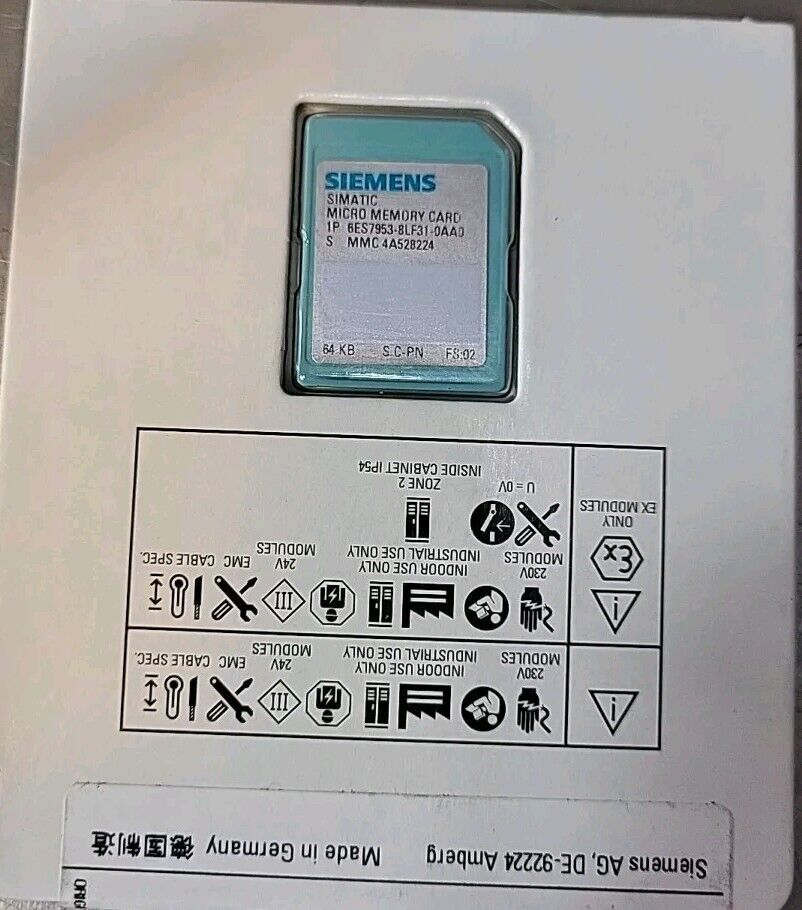 SIEMENS
SIMATIC
MICRO MEMORY CARD
1P 6ES7953-8LF31-0AA0
S MMC 4A528224
64 KB S C-PN FS:02
Siemens AG, DE-92224 Amberg Made in Germany 德国制造
230V MODULES
INDUSTRIAL USE ONLY
INDOOR USE ONLY
24V MODULES
EMC CABLE SPEC.
i
III
230V MODULES
INDUSTRIAL USE ONLY
INDOOR USE ONLY
24V MODULES
EMC CABLE SPEC.
i
III
εx
ONLY
EX MODULES
U = 0V
ZONE 2
INSIDE CABINET IP54